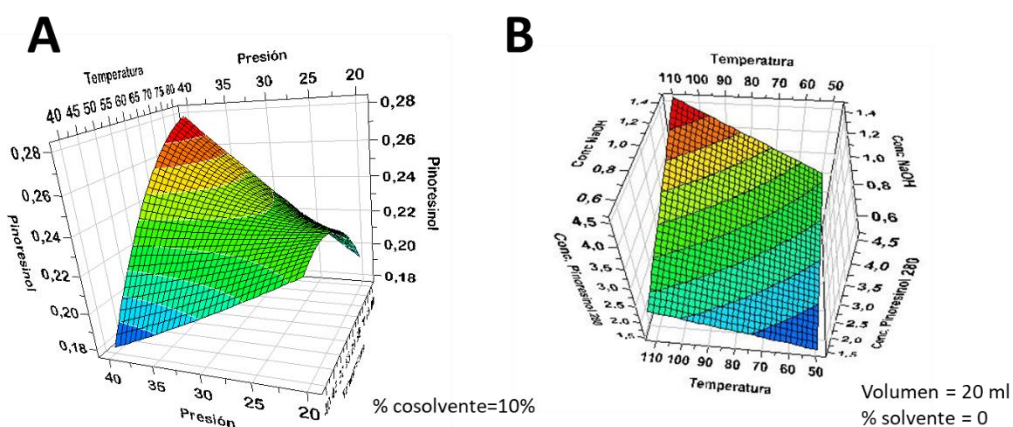 A
Presión
Temperatura
40 45 50 55 60 65 70 75 80
40 35 30 25 20
0,28
0,26
0,24
0,22
0,20
0,18
Pinoresinol
0,28
0,26
0,24
0,22
0,20
0,18
Pinoresinol
40 35 30 25 20
Presión
% cosolvente=10%
B
Temperatura
110 100 90 80 70 60 50
1,4
1,2
1,0
0,8
0,6
Conc NaOH
1,4
1,2
1,0
0,8
0,6
Conc NaOH
4,5
4,0
3,5
3,0
2,5
2,0
1,5
Conc. Pinoresinol 280
4,5
4,0
3,5
3,0
2,5
2,0
1,5
Conc. Pinoresinol 280
110 100 90 80 70 60 50
Temperatura
Volumen = 20 ml
% solvente = 0